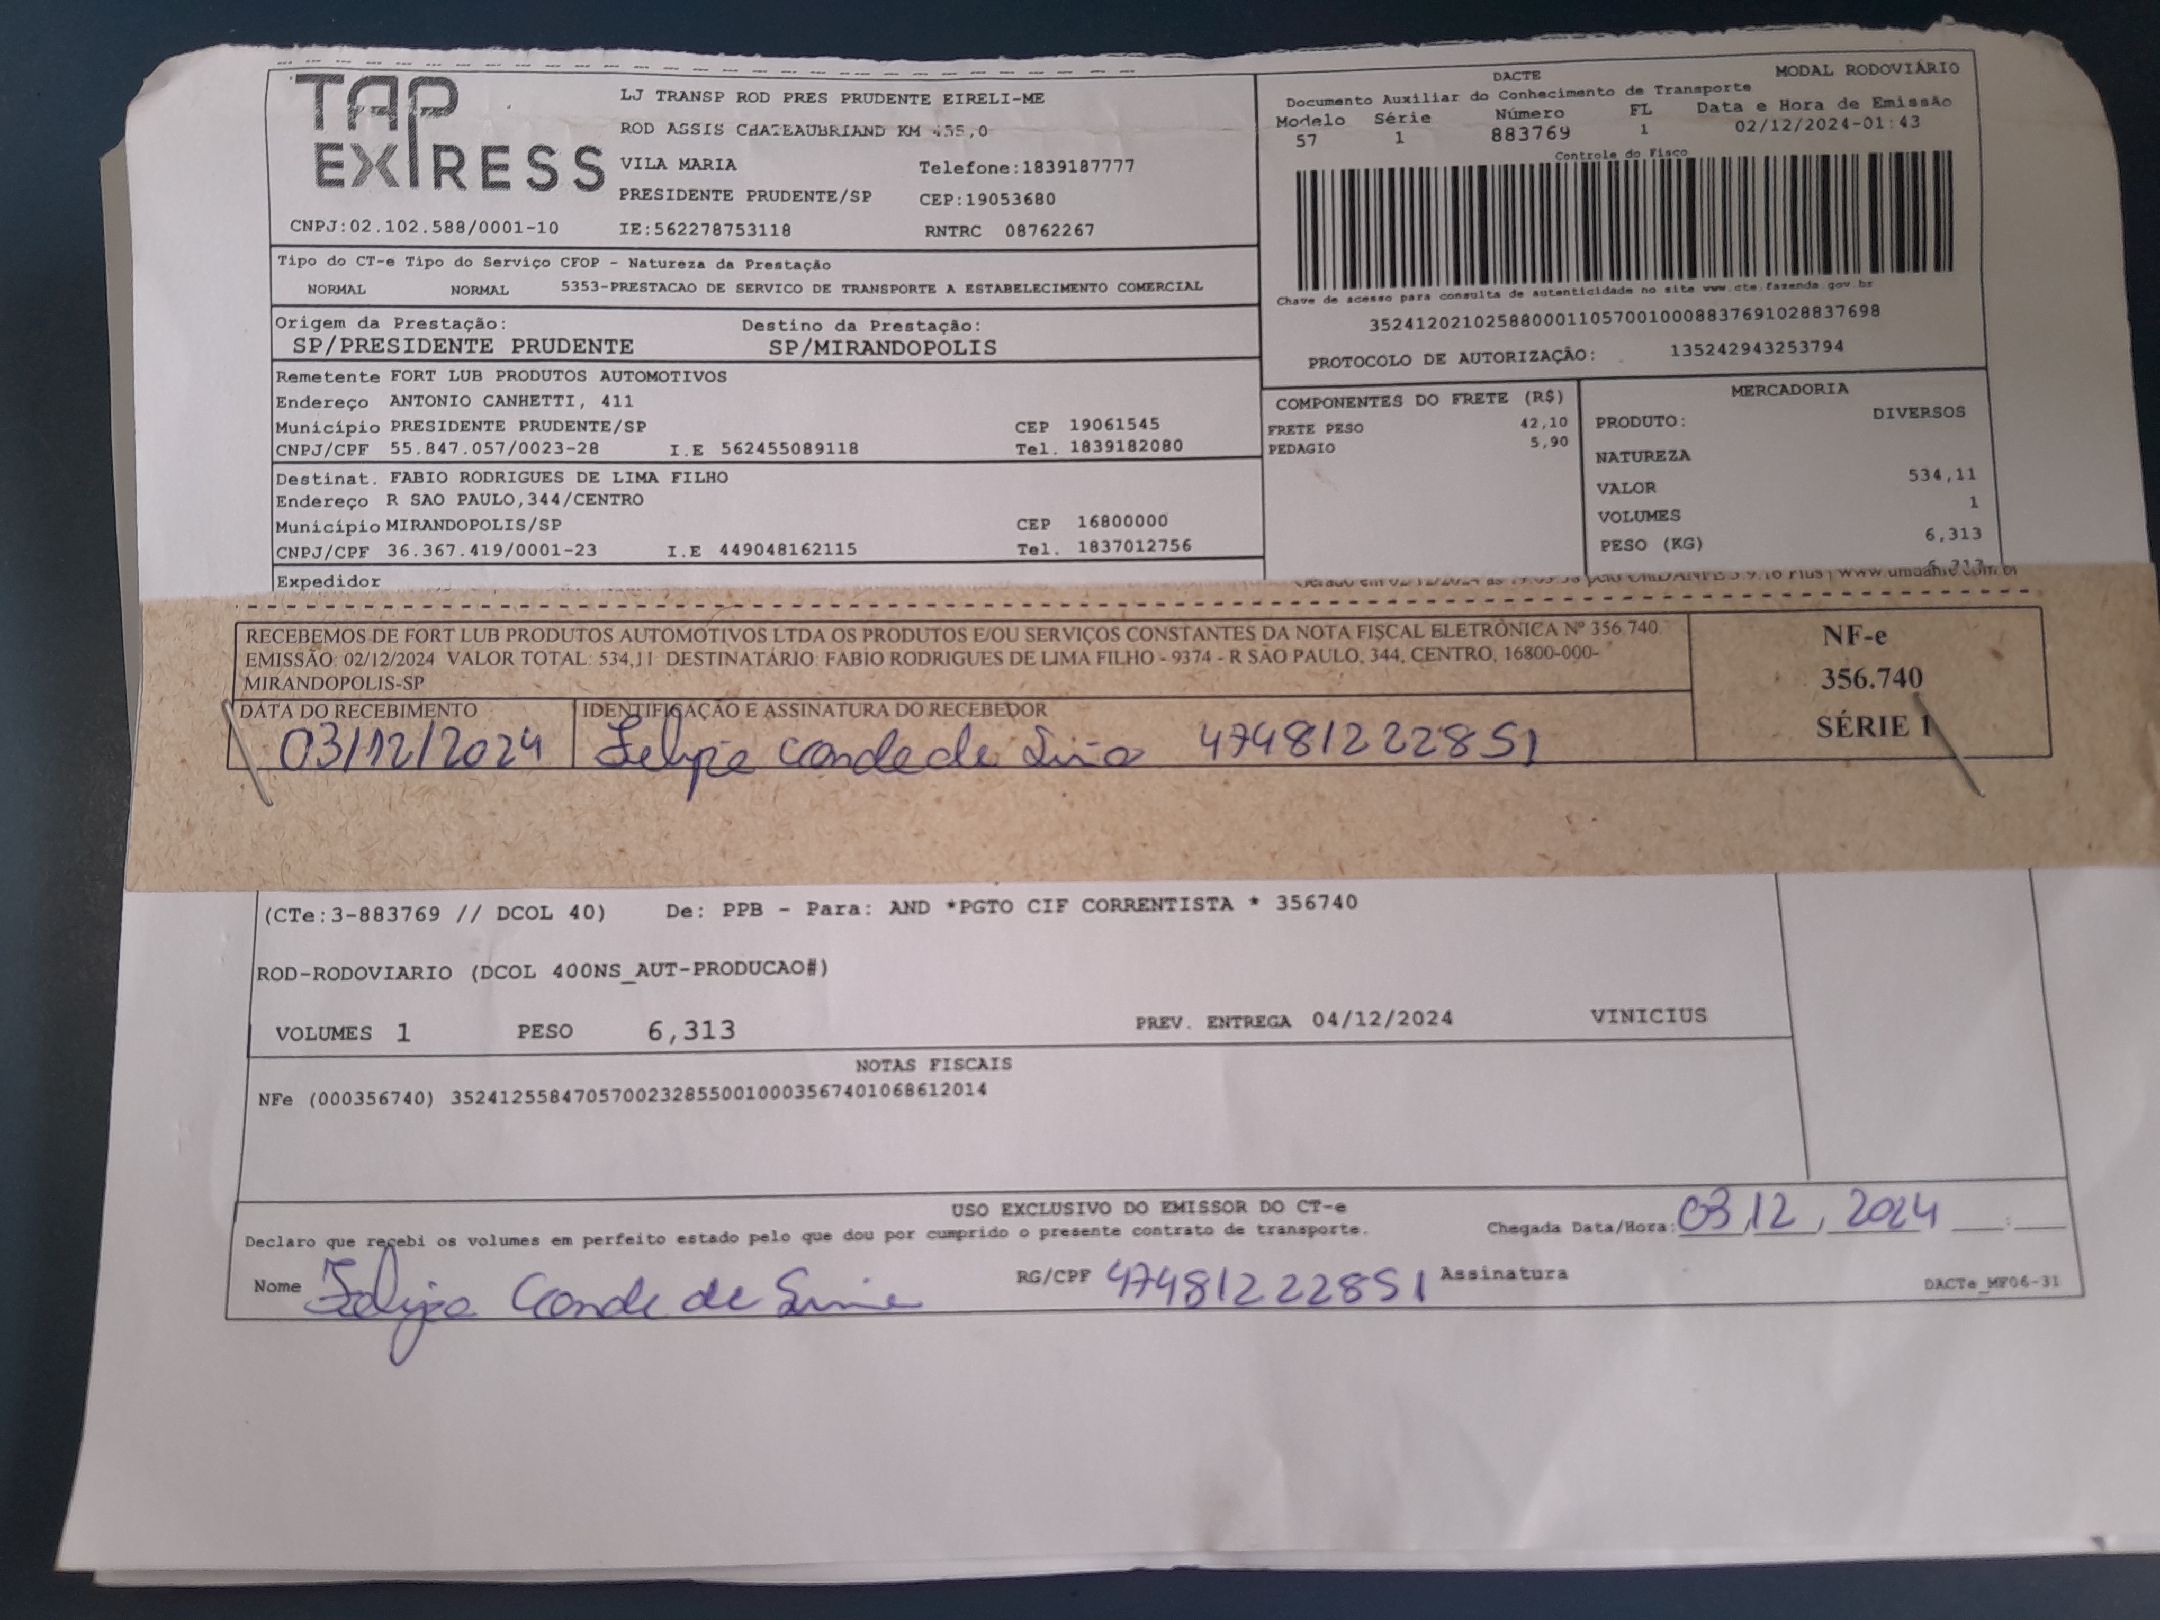 TAP EXPRESS
LJ TRANSP ROD PRES PRUDENTE EIRELI-ME
ROD ASSIS CHATEAUBRIAND KM 455,0
VILA MARIA Telefone:1839187777
PRESIDENTE PRUDENTE/SP CEP:19053680
CNPJ:02.102.588/0001-10 IE:562278753118 RNTRC 08762267
DACTE MODAL RODOVIÁRIO
Documento Auxiliar do Conhecimento de Transporte
Modelo Série Número FL Data e Hora de Emissão
57 1 883769 1 02/12/2024-01:43
Controle do Fisco
Chave de acesso para consulta de autenticidade no site www.cte.fazenda.gov.br
35241202102588000110570010008837691028837698
PROTOCOLO DE AUTORIZAÇÃO: 135242943253794
Tipo do CT-e Tipo do Serviço CFOP - Natureza da Prestação
NORMAL NORMAL 5353-PRESTACAO DE SERVICO DE TRANSPORTE A ESTABELECIMENTO COMERCIAL
Origem da Prestação: Destino da Prestação:
SP/PRESIDENTE PRUDENTE SP/MIRANDOPOLIS
Remetente FORT LUB PRODUTOS AUTOMOTIVOS
Endereço ANTONIO CANHETTI, 411
Município PRESIDENTE PRUDENTE/SP CEP 19061545
CNPJ/CPF 55.847.057/0023-28 I.E 562455089118 Tel. 1839182080
Destinat. FABIO RODRIGUES DE LIMA FILHO
Endereço R SAO PAULO,344/CENTRO
Município MIRANDOPOLIS/SP CEP 16800000
CNPJ/CPF 36.367.419/0001-23 I.E 449048162115 Tel. 1837012756
Expedidor
COMPONENTES DO FRETE (R$)
FRETE PESO 42,10
PEDAGIO 5,90
MERCADORIA
PRODUTO: DIVERSOS
NATUREZA
VALOR 534,11
VOLUMES 1
PESO (KG) 6,313
RECEBEMOS DE FORT LUB PRODUTOS AUTOMOTIVOS LTDA OS PRODUTOS E/OU SERVIÇOS CONSTANTES DA NOTA FISCAL ELETRÔNICA Nº 356.740.
EMISSÃO: 02/12/2024 VALOR TOTAL: 534,11 DESTINATÁRIO: FABIO RODRIGUES DE LIMA FILHO - 9374 - R SAO PAULO, 344, CENTRO, 16800-000-
MIRANDOPOLIS-SP
NF-e
356.740
SÉRIE 1
DATA DO RECEBIMENTO IDENTIFICAÇÃO E ASSINATURA DO RECEBEDOR
03/12/2024 Felipe Conde de 47481222851
(CTe:3-883769 // DCOL 40) De: PPB - Para: AND *PGTO CIF CORRENTISTA * 356740
ROD-RODOVIARIO (DCOL 400NS_AUT-PRODUCAO#)
VOLUMES 1 PESO 6,313 PREV. ENTREGA 04/12/2024 VINICIUS
NOTAS FISCAIS
NFe (000356740) 35241255847057002328550010003567401068612014
USO EXCLUSIVO DO EMISSOR DO CT-e
Declaro que recebi os volumes em perfeito estado pelo que dou por cumprido o presente contrato de transporte. Chegada Data/Hora: 03/12/2024 __:__
Nome Felipe Conde de RG/CPF 47481222851 Assinatura
DACTe_MF06-31